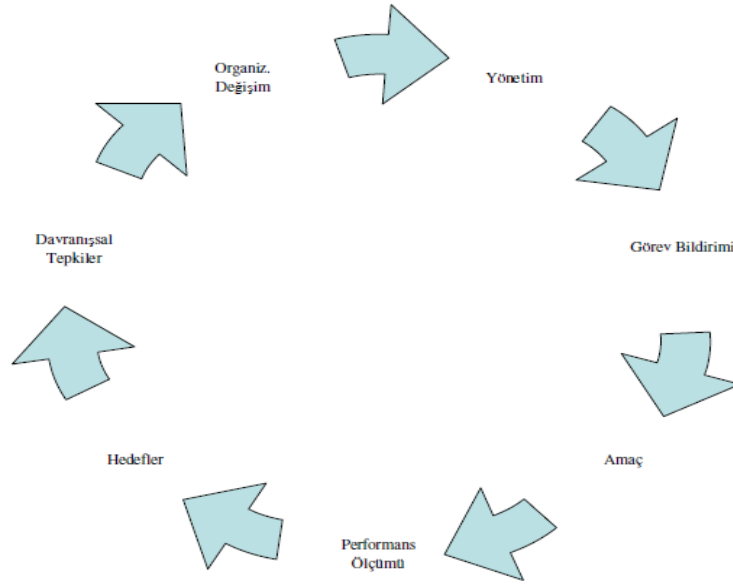 Organiz.
Değişim
Yönetim
Görev Bildirimi
Amaç
Performans
Ölçümü
Hedefler
Davranışsal
Tepkiler